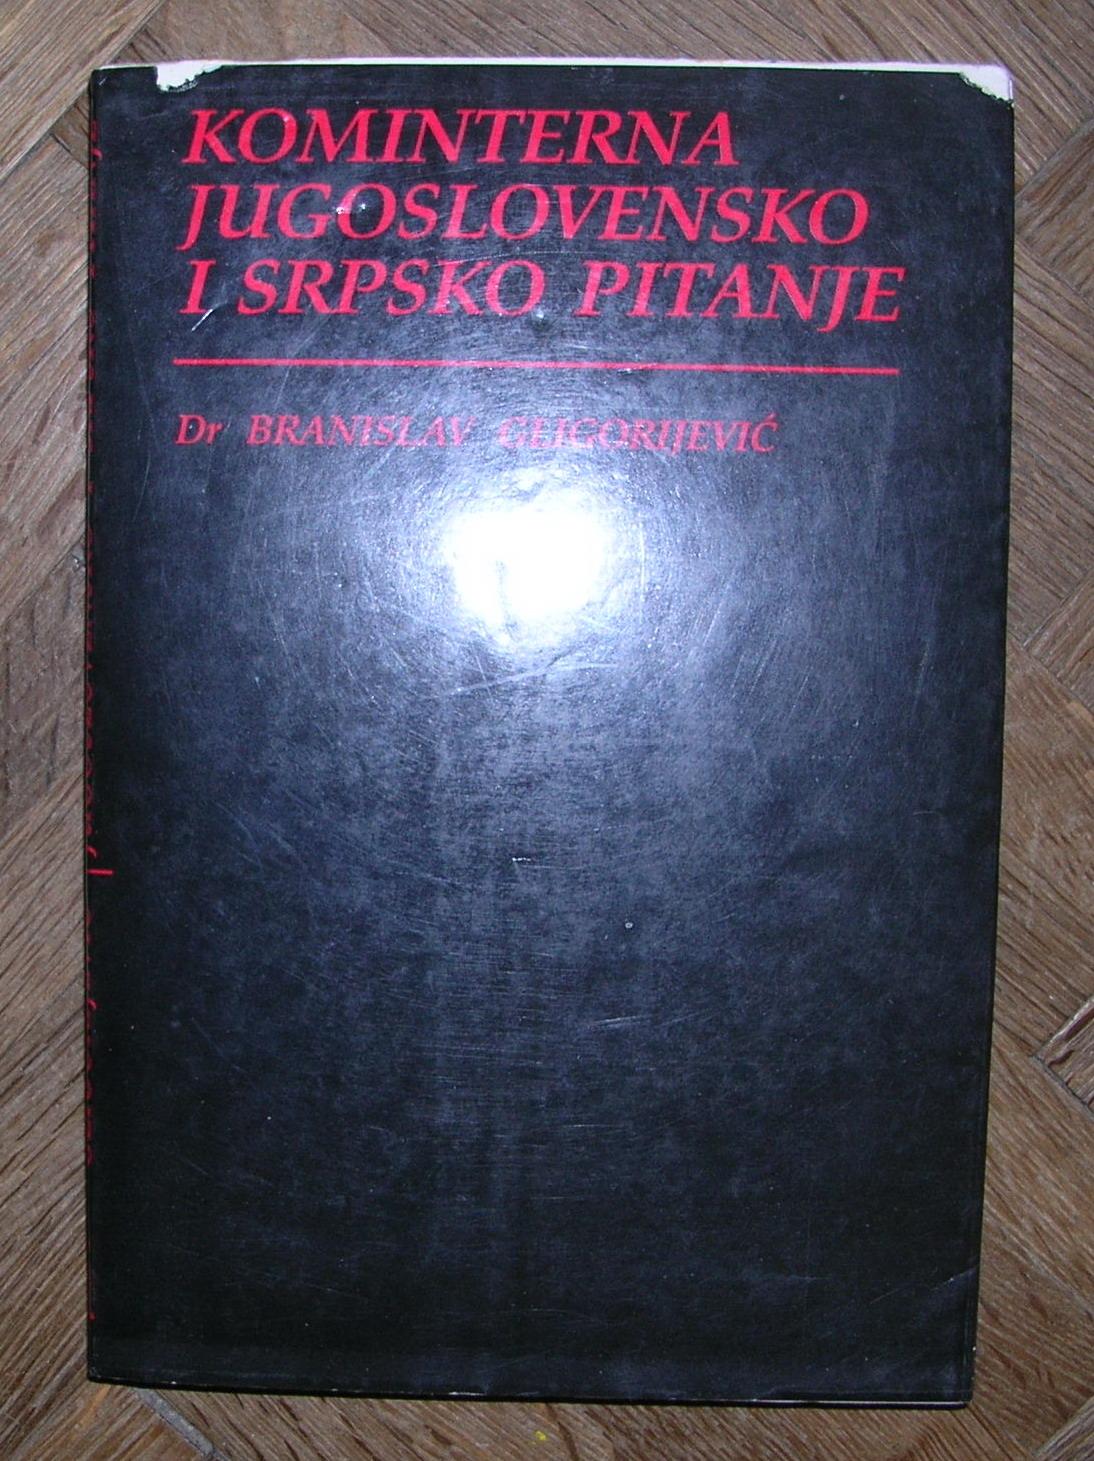 KOMINTERNA
JUGOSLOVENSKO
I SRPSKO PITANJE
Dr BRANISLAV GLIGORIJEVIĆ